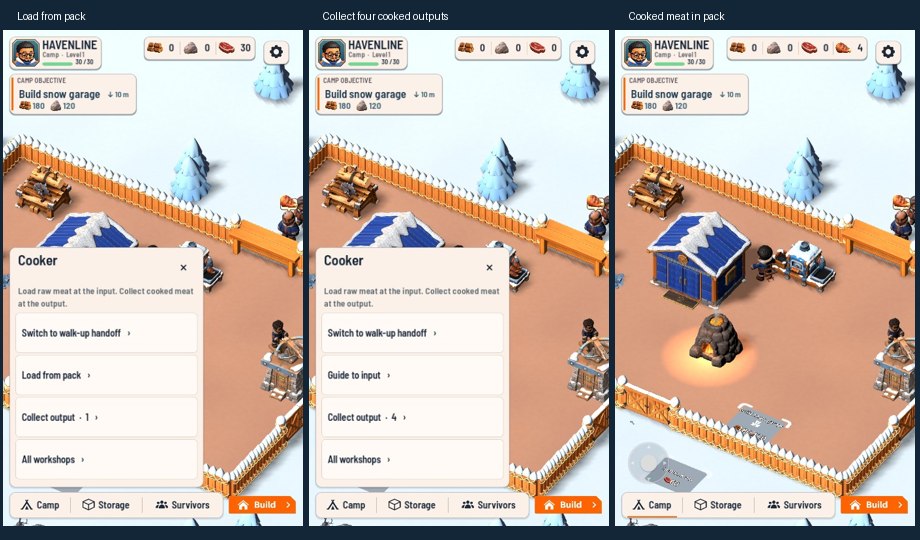 Load from pack
HAVENLINE
Camp · Level 1
30/30
0 0 30
CAMP OBJECTIVE
Build snow garage
↓ 10 m
180 120
Cooker
×
Load raw meat at the input. Collect cooked meat
at the output.
Switch to walk-up handoff ›
Load from pack ›
Collect output · 1 ›
All workshops ›
Camp Storage Survivors Build ›
Collect four cooked outputs
HAVENLINE
Camp · Level 1
30/30
0 0 0
CAMP OBJECTIVE
Build snow garage
↓ 10 m
180 120
Cooker
×
Load raw meat at the input. Collect cooked meat
at the output.
Switch to walk-up handoff ›
Guide to input ›
Collect output · 4 ›
All workshops ›
Camp Storage Survivors Build ›
Cooked meat in pack
HAVENLINE
Camp · Level 1
30/30
0 0 0 4
CAMP OBJECTIVE
Build snow garage
↓ 10 m
180 120
Camp Storage Survivors Build ›